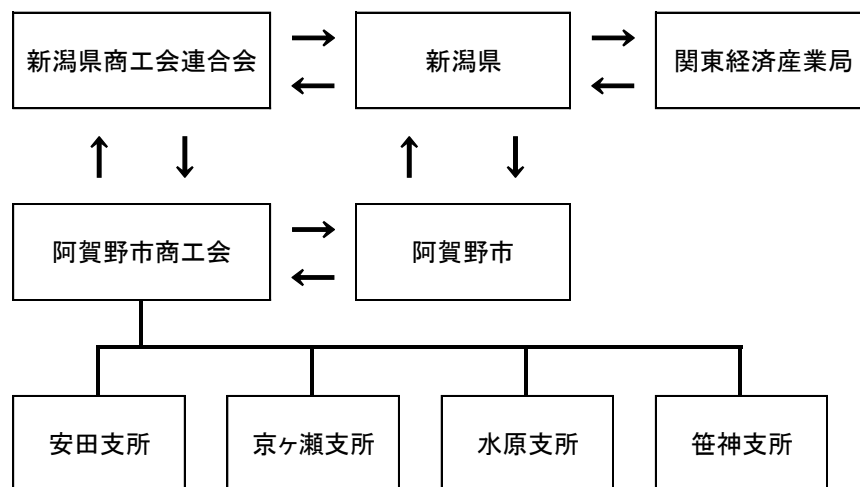 新潟県商工会連合会
新潟県
関東経済産業局
阿賀野市商工会
阿賀野市
安田支所
京ヶ瀬支所
水原支所
笹神支所